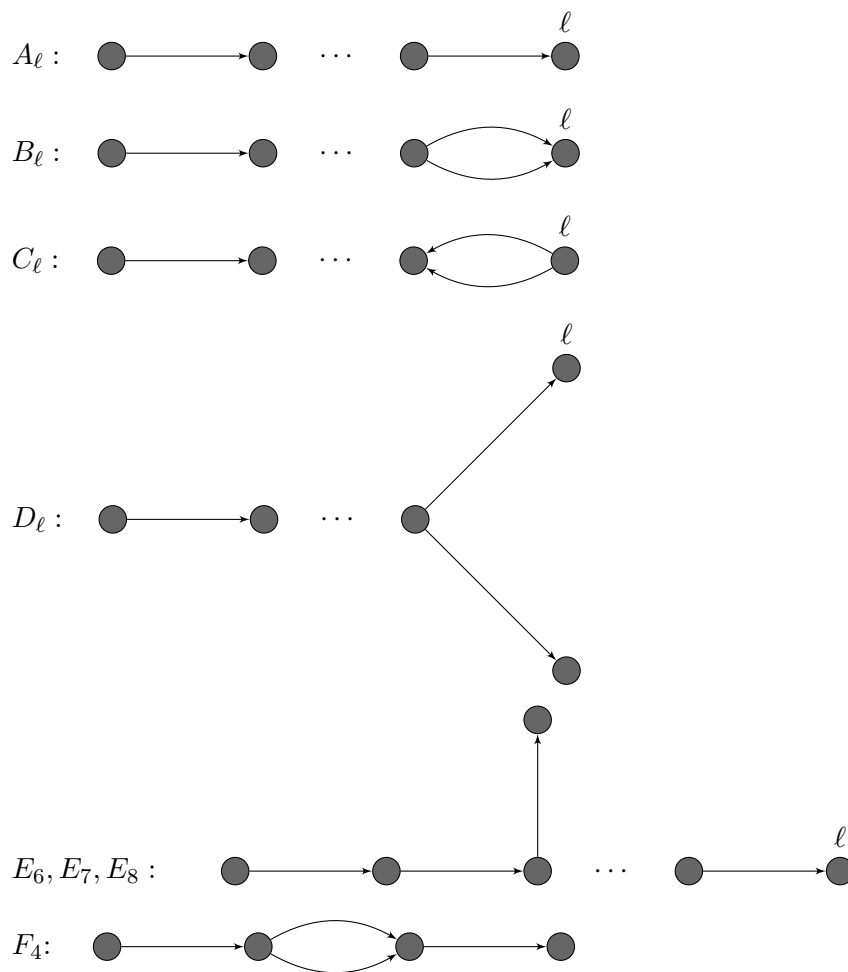 ℓ
A_ℓ : ⋯
ℓ
B_ℓ : ⋯
ℓ
C_ℓ : ⋯
ℓ
D_ℓ : ⋯
ℓ
E_6, E_7, E_8 : ⋯
F_4: